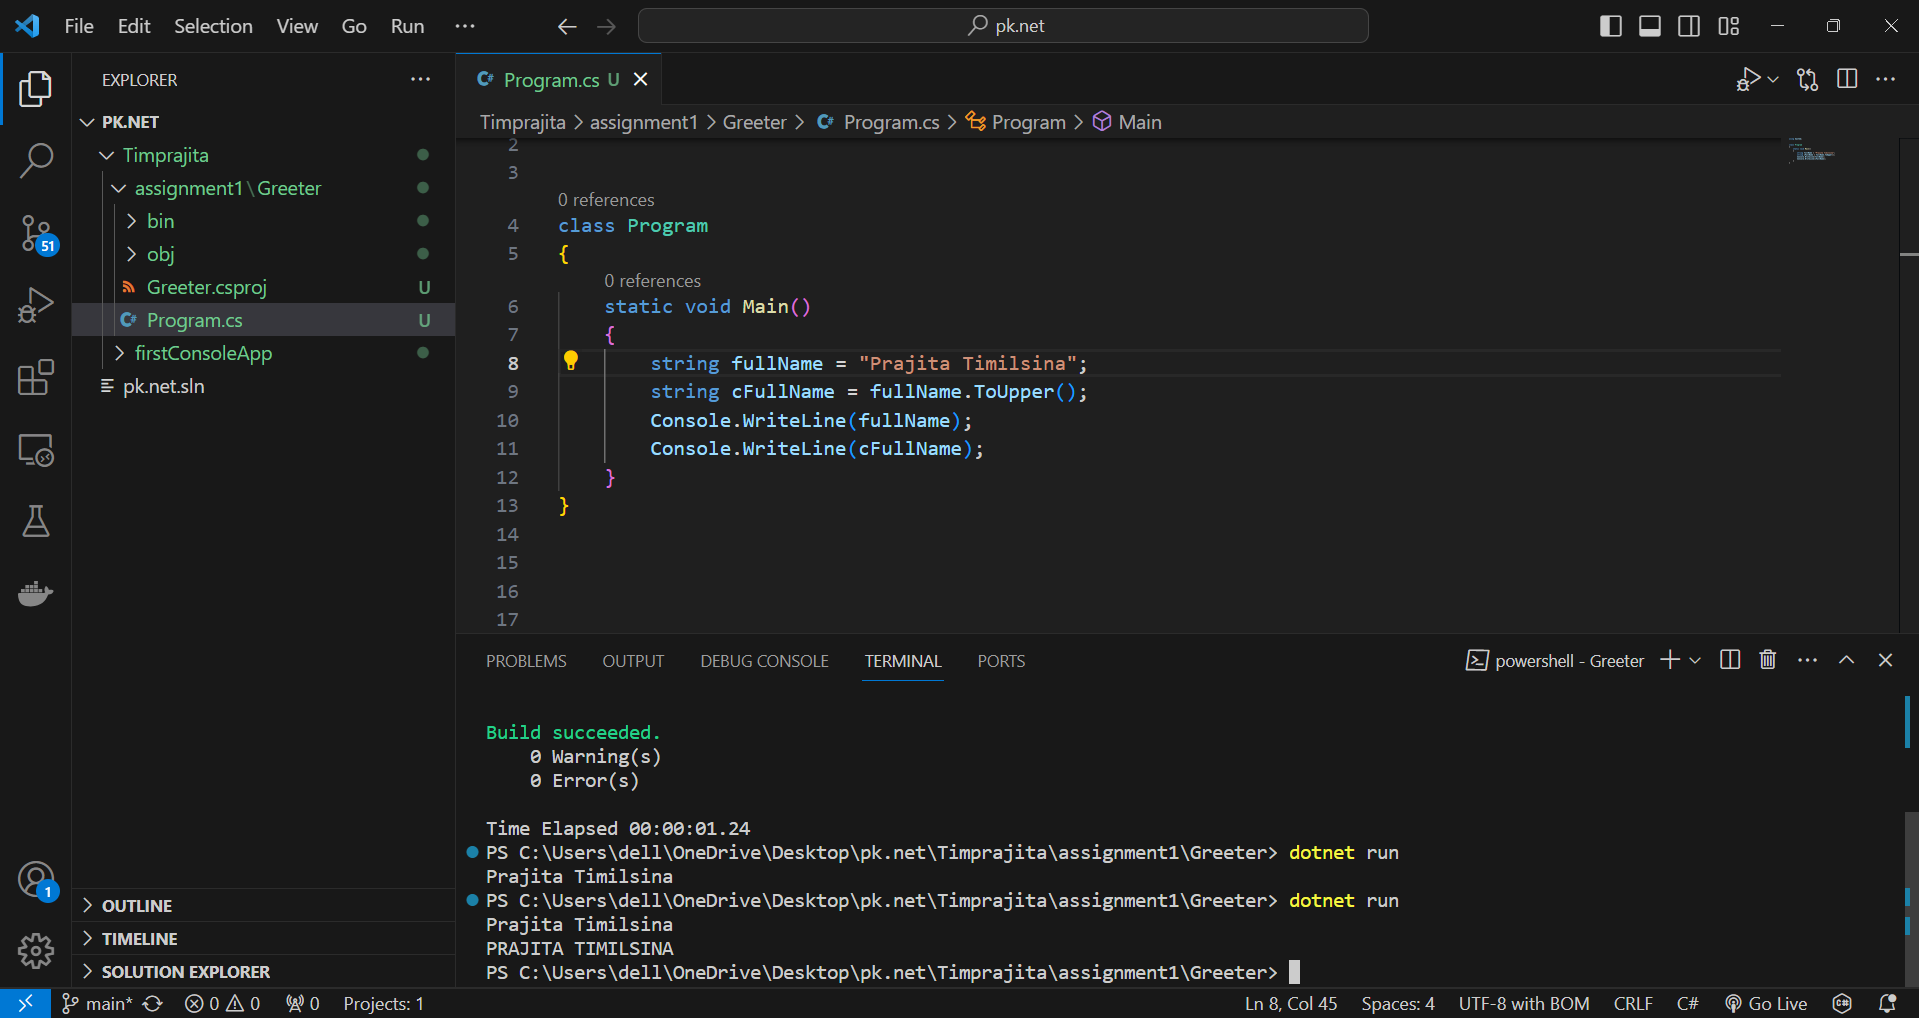 File Edit Selection View Go Run ··· pk.net
EXPLORER ···
PK.NET
Timprajita
assignment1\Greeter
bin
obj
Greeter.csproj U
Program.cs U
firstConsoleApp
pk.net.sln
51
1
OUTLINE
TIMELINE
SOLUTION EXPLORER
C# Program.cs U
Timprajita > assignment1 > Greeter > C# Program.cs > Program > Main
2
3
0 references
4 class Program
5 {
0 references
6 static void Main()
7 {
8 string fullName = "Prajita Timilsina";
9 string cFullName = fullName.ToUpper();
10 Console.WriteLine(fullName);
11 Console.WriteLine(cFullName);
12 }
13 }
14
15
16
17
PROBLEMS OUTPUT DEBUG CONSOLE TERMINAL PORTS powershell - Greeter
Build succeeded.
0 Warning(s)
0 Error(s)
Time Elapsed 00:00:01.24
PS C:\Users\dell\OneDrive\Desktop\pk.net\Timprajita\assignment1\Greeter> dotnet run
Prajita Timilsina
PS C:\Users\dell\OneDrive\Desktop\pk.net\Timprajita\assignment1\Greeter> dotnet run
Prajita Timilsina
PRAJITA TIMILSINA
PS C:\Users\dell\OneDrive\Desktop\pk.net\Timprajita\assignment1\Greeter>
main* 0 0 0 Projects: 1 Ln 8, Col 45 Spaces: 4 UTF-8 with BOM CRLF C# Go Live